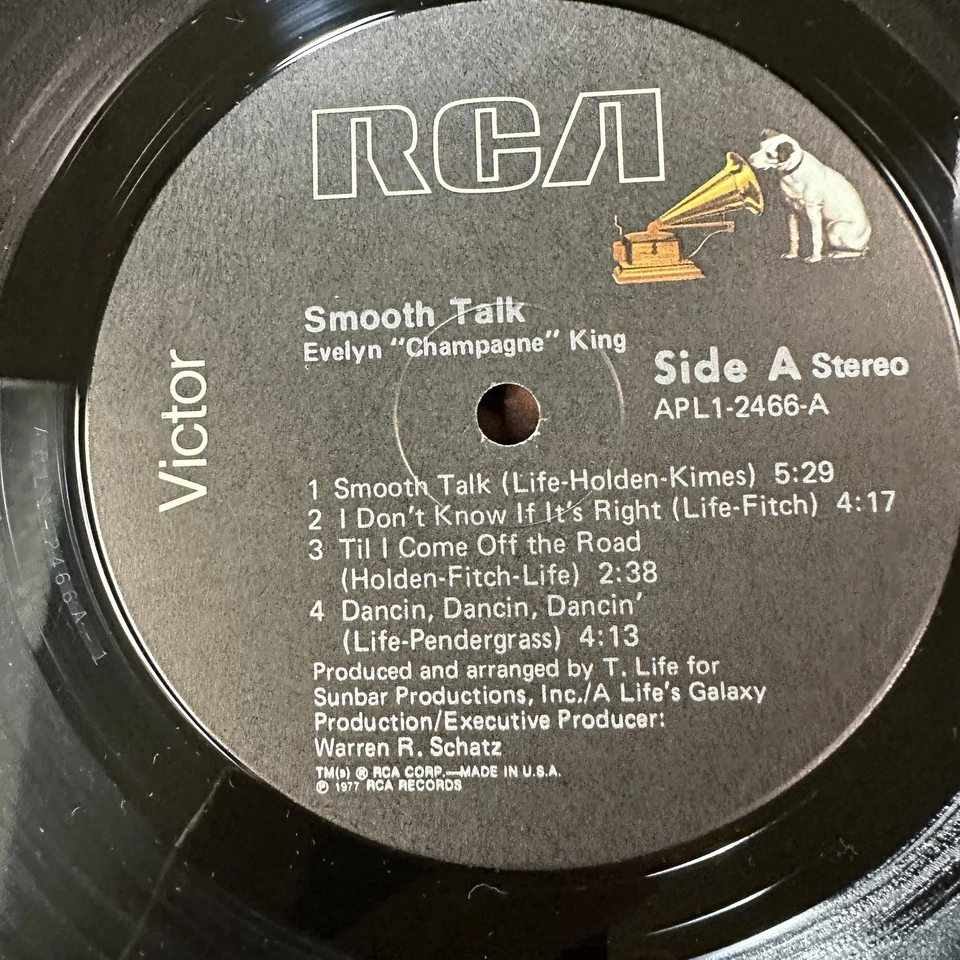 RCA
Victor
Smooth Talk
Evelyn "Champagne" King
Side A Stereo
APL1-2466-A
1 Smooth Talk (Life-Holden-Kimes) 5:29
2 I Don't Know If It's Right (Life-Fitch) 4:17
3 Til I Come Off the Road
(Holden-Fitch-Life) 2:38
4 Dancin, Dancin, Dancin'
(Life-Pendergrass) 4:13
Produced and arranged by T. Life for
Sunbar Productions, Inc./A Life's Galaxy
Production/Executive Producer:
Warren R. Schatz
TM(s) ® RCA CORP.—MADE IN U.S.A.
℗ 1977 RCA RECORDS